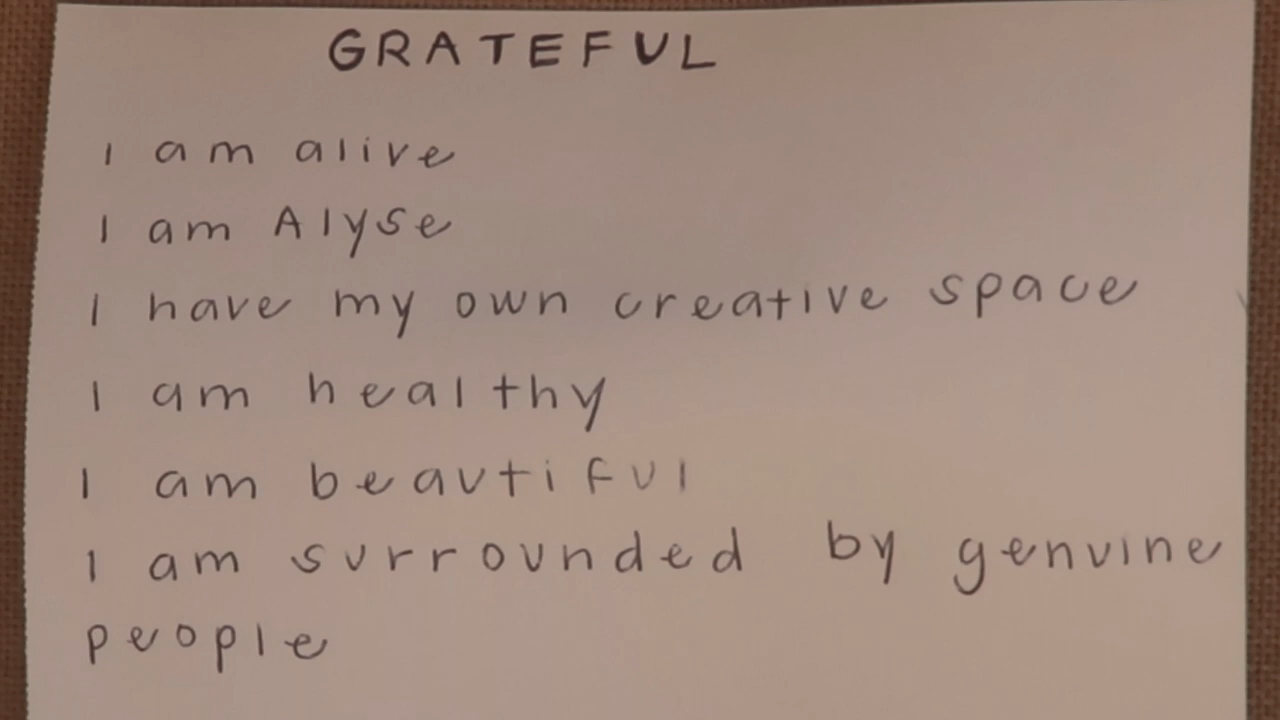 GRATEFUL
I am alive
I am Alyse
I have my own creative space
I am healthy
I am beautiful
I am surrounded by genuine
people